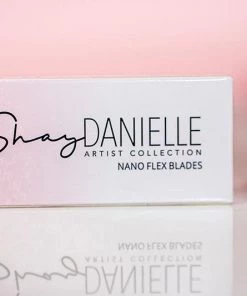 Shay DANIELLE
ARTIST COLLECTION
NANO FLEX BLADES